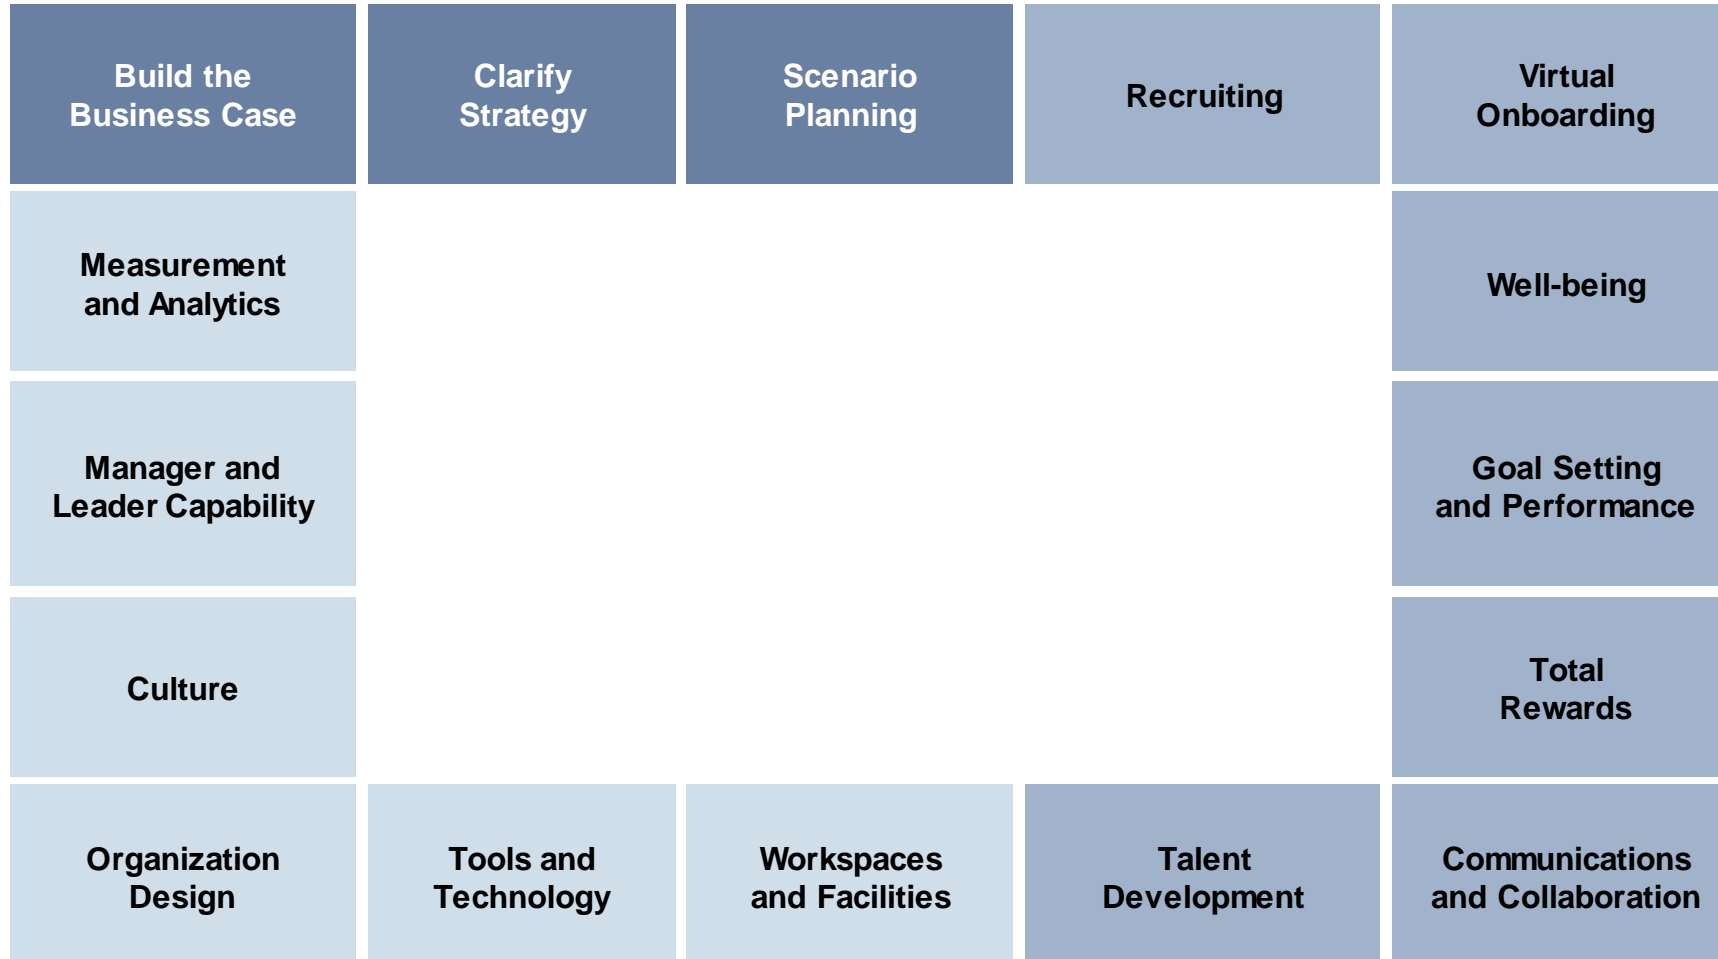 Build the
Business Case
Clarify
Strategy
Scenario
Planning
Recruiting
Virtual
Onboarding
Measurement
and Analytics
Well-being
Manager and
Leader Capability
Goal Setting
and Performance
Culture
Total
Rewards
Organization
Design
Tools and
Technology
Workspaces
and Facilities
Talent
Development
Communications
and Collaboration